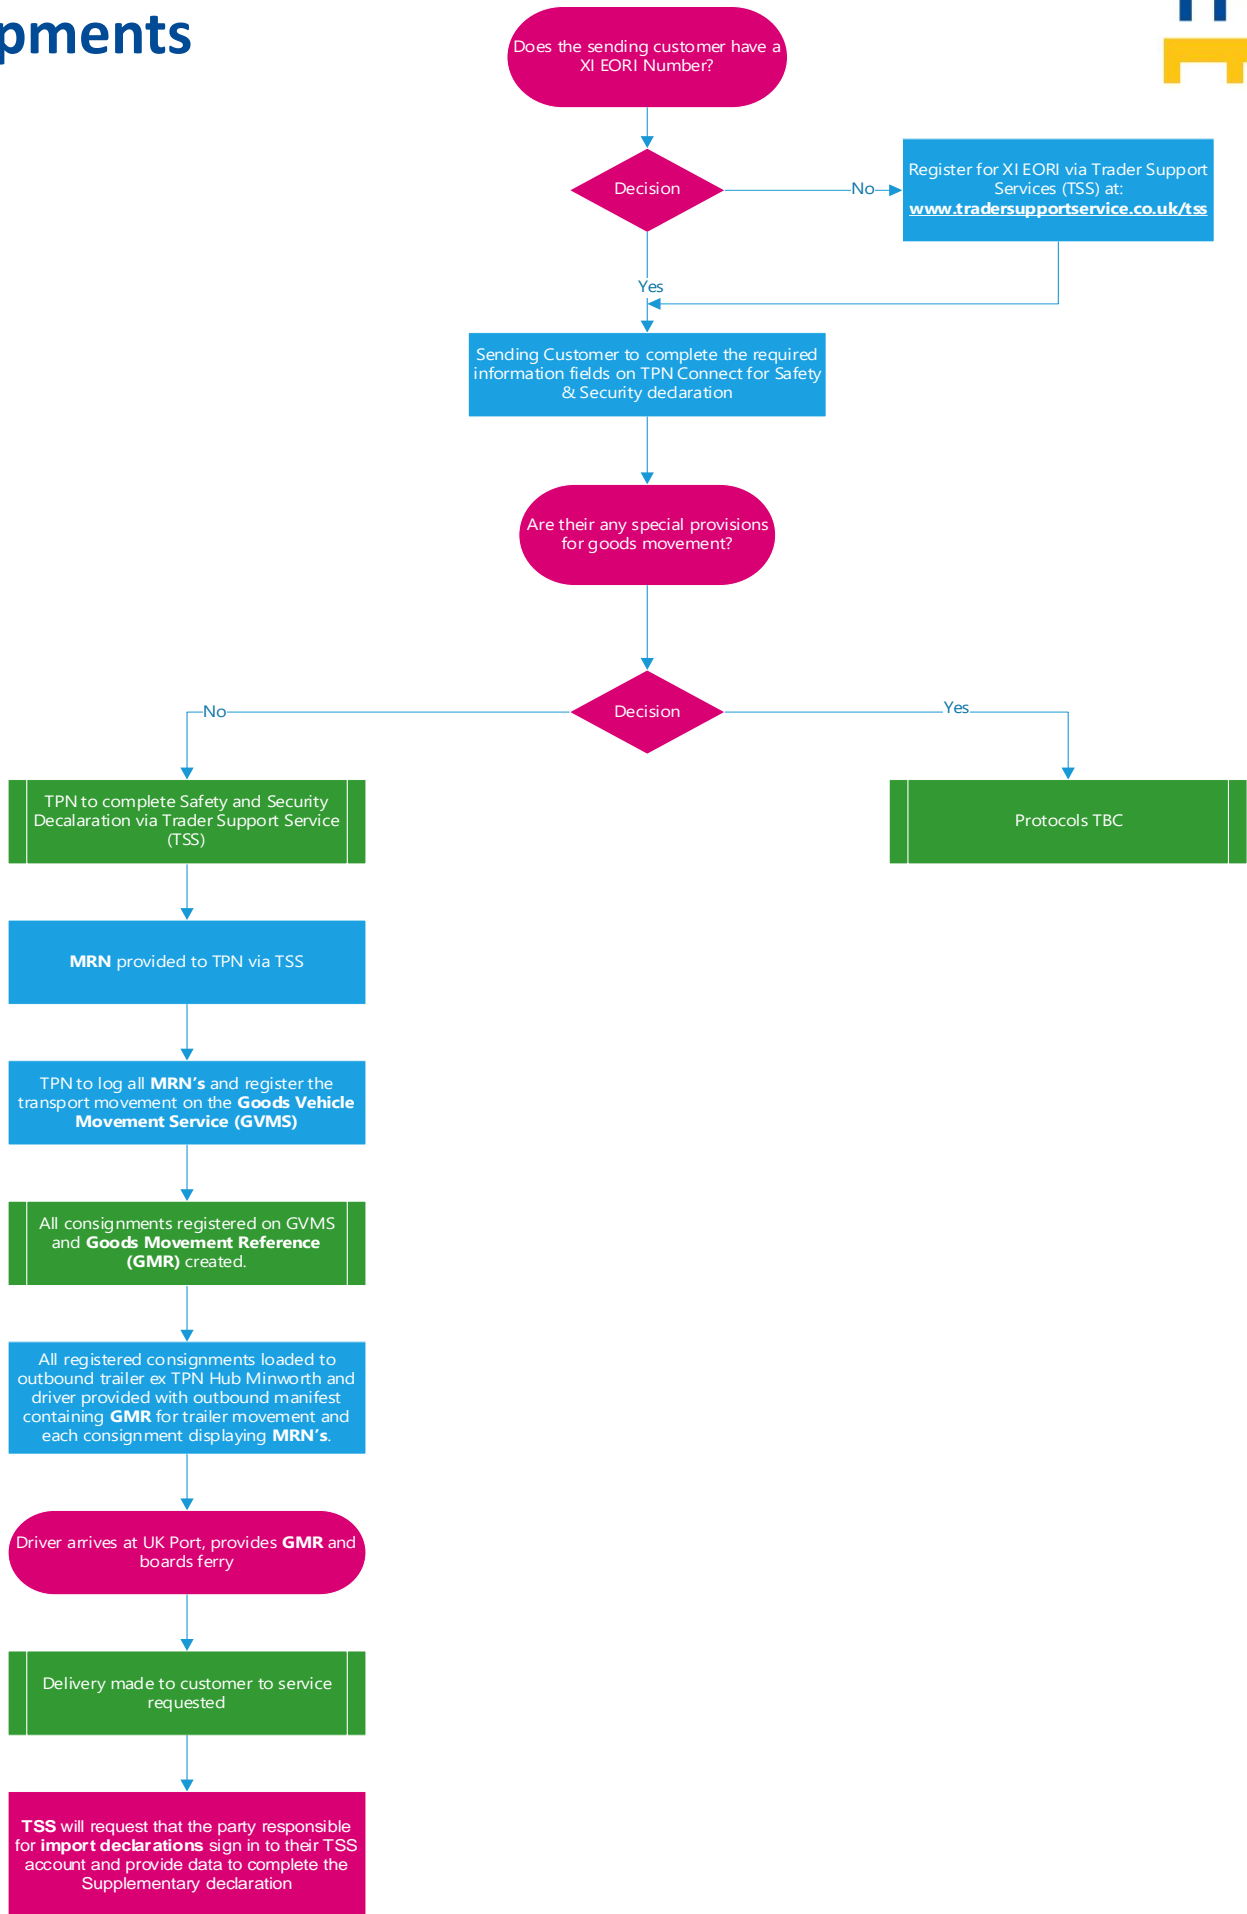 pments
Does the sending customer have a
XI EORI Number?
Decision
No
Register for XI EORI via Trader Support
Services (TSS) at:
www.tradersupportservice.co.uk/tss
Yes
Sending Customer to complete the required
information fields on TPN Connect for Safety
& Security declaration
Are their any special provisions
for goods movement?
Decision
No
Yes
TPN to complete Safety and Security
Decalaration via Trader Support Service
(TSS)
Protocols TBC
MRN provided to TPN via TSS
TPN to log all MRN’s and register the
transport movement on the Goods Vehicle
Movement Service (GVMS)
All consignments registered on GVMS
and Goods Movement Reference
(GMR) created.
All registered consignments loaded to
outbound trailer ex TPN Hub Minworth and
driver provided with outbound manifest
containing GMR for trailer movement and
each consignment displaying MRN’s.
Driver arrives at UK Port, provides GMR and
boards ferry
Delivery made to customer to service
requested
TSS will request that the party responsible
for import declarations sign in to their TSS
account and provide data to complete the
Supplementary declaration